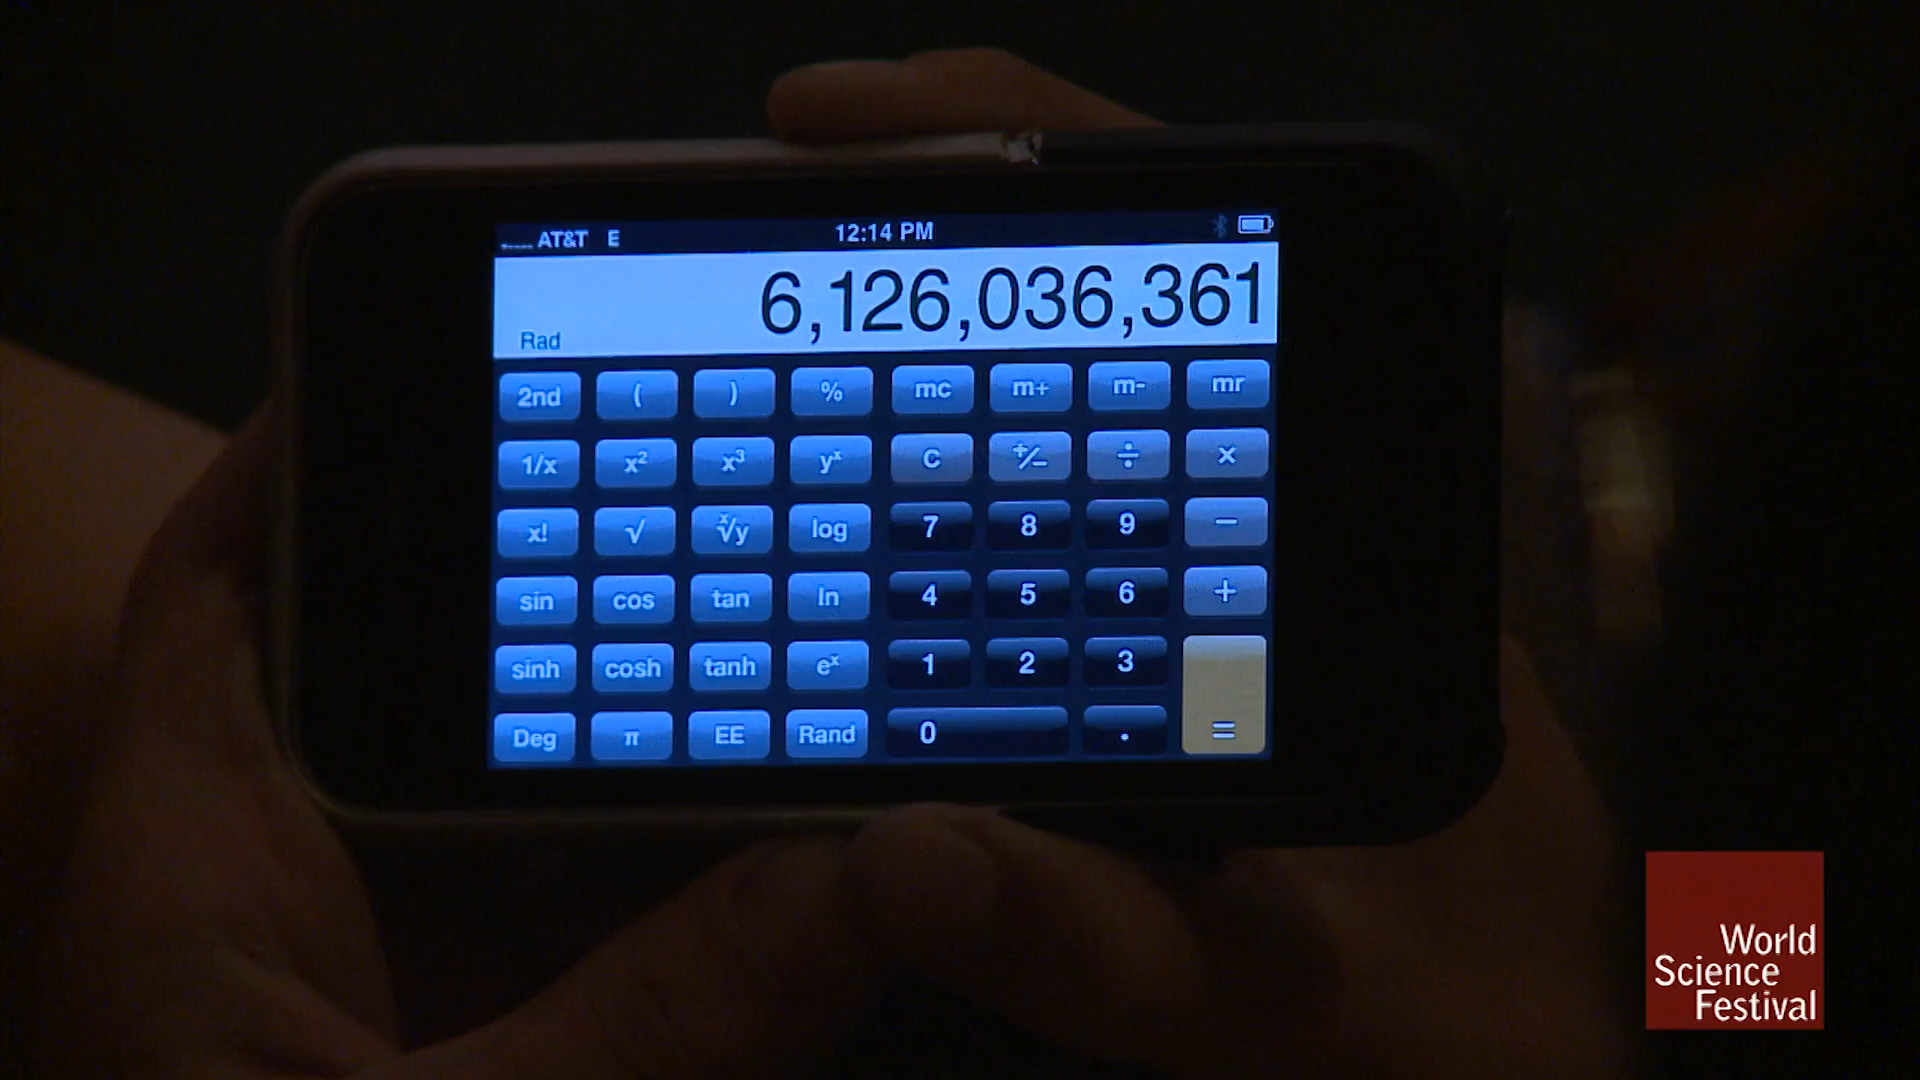 AT&T E 12:14 PM
6,126,036,361
Rad
2nd ( ) % mc m+ m- mr
1/x x² x³ yˣ C +/− ÷ ×
x! √ ˣ√y log 7 8 9 −
sin cos tan ln 4 5 6 +
sinh cosh tanh eˣ 1 2 3
Deg π EE Rand 0 . =
World
Science
Festival